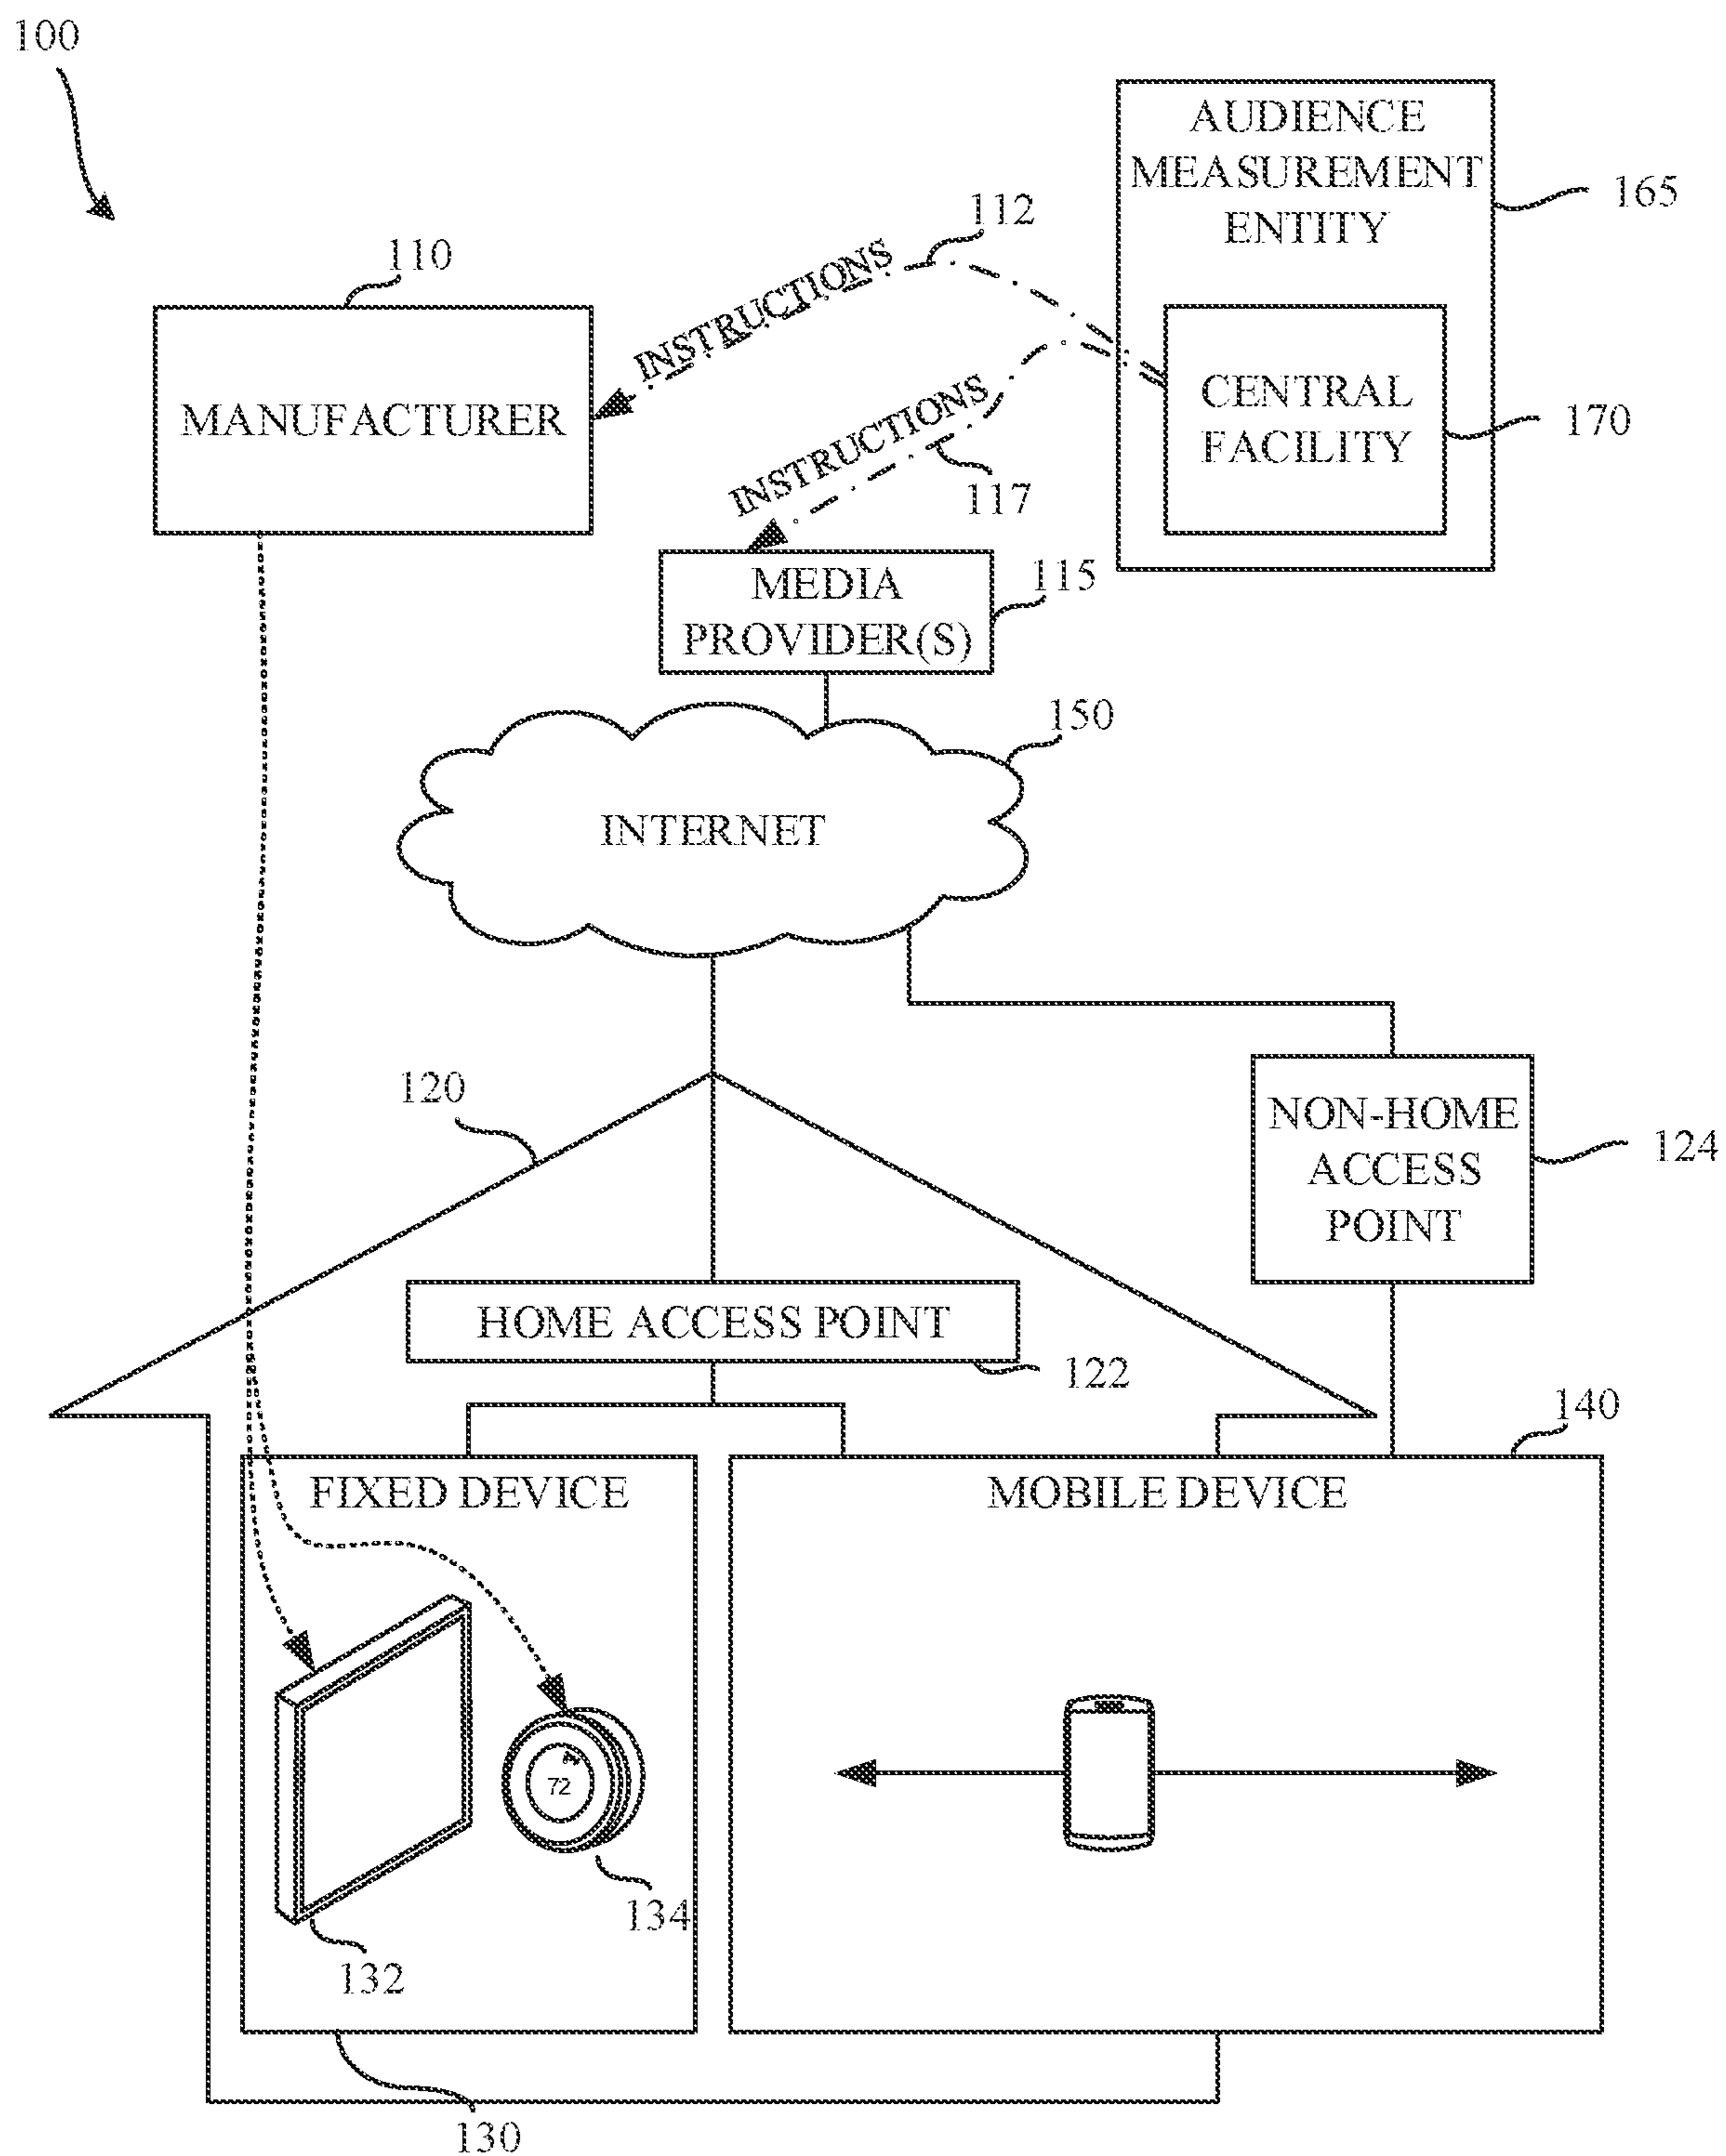 100
AUDIENCE
MEASUREMENT
ENTITY
165
112
INSTRUCTIONS
110
MANUFACTURER
CENTRAL
FACILITY
170
INSTRUCTIONS
117
MEDIA
PROVIDER(S)
115
150
INTERNET
120
NON-HOME
ACCESS
POINT
124
HOME ACCESS POINT
122
140
FIXED DEVICE
MOBILE DEVICE
72
134
132
130